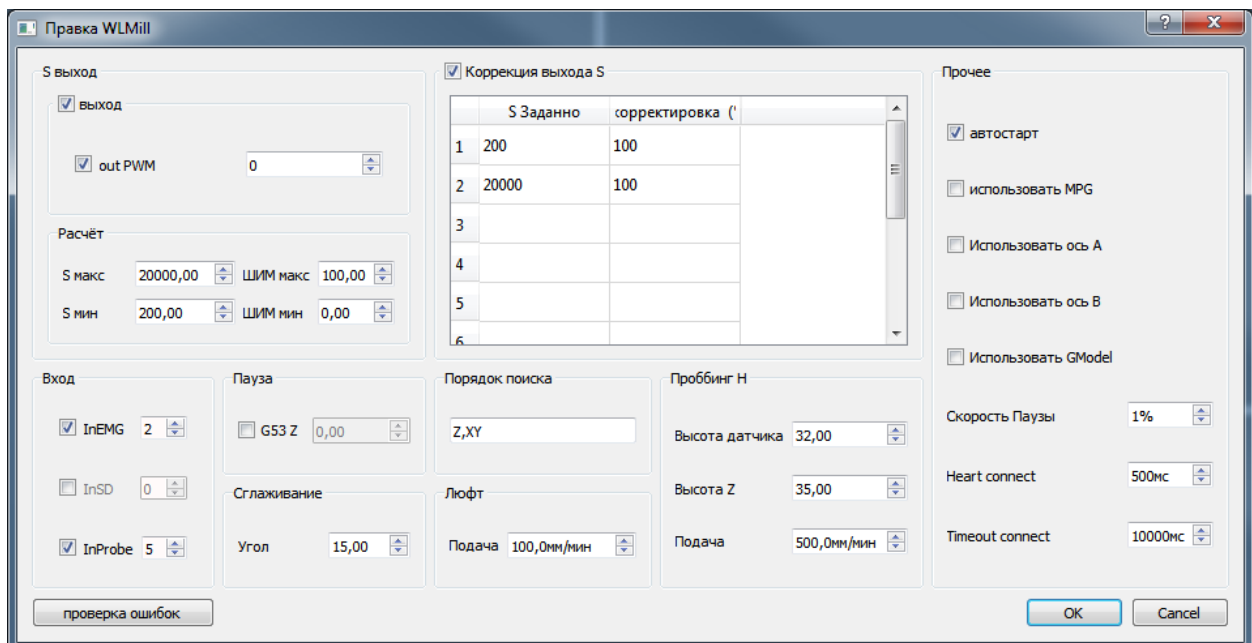 Правка WLMill
?
X
S выход
выход
out PWM 0
Расчёт
S макс 20000,00 ШИМ макс 100,00
S мин 200,00 ШИМ мин 0,00
Коррекция выхода S
S Заданно корректировка ('
1 200 100
2 20000 100
3
4
5
6
Прочее
автостарт
использовать MPG
Использовать ось A
Использовать ось B
Использовать GModel
Скорость Паузы 1%
Heart connect 500мс
Timeout connect 10000мс
Вход
InEMG 2
InSD 0
InProbe 5
Пауза
G53 Z 0,00
Сглаживание
Угол 15,00
Порядок поиска
Z,XY
Люфт
Подача 100,0мм/мин
Проббинг H
Высота датчика 32,00
Высота Z 35,00
Подача 500,0мм/мин
проверка ошибок
OK
Cancel